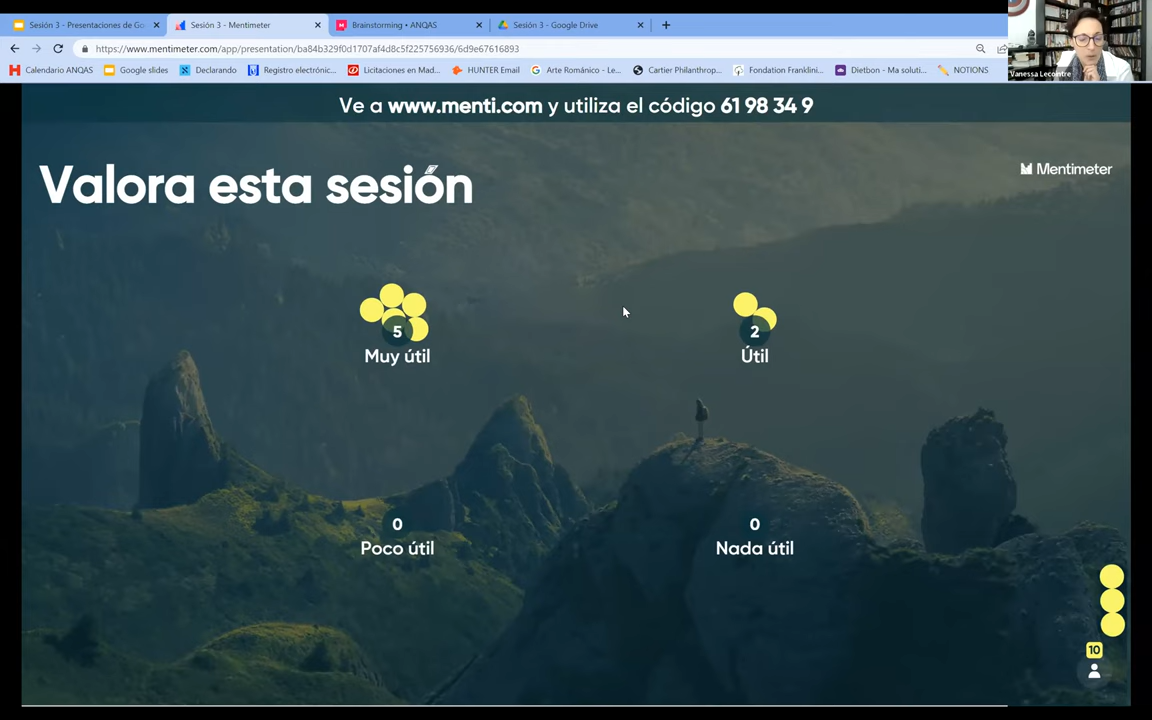 Sesión 3 - Presentaciones de Go
Sesión 3 - Mentimeter
Brainstorming • ANQAS
Sesión 3 - Google Drive
https://www.mentimeter.com/app/presentation/ba84b329f0d1707af4d8c5f225756936/6d9e67616893
Calendario ANQAS
Google slides
Declarando
Registro electrónic...
Licitaciones en Mad...
HUNTER Email
Arte Románico - Le...
Cartier Philanthrop...
Fondation Franklini...
Dietbon - Ma soluti...
NOTIONS
Vanessa Lecointre
Ve a www.menti.com y utiliza el código 61 98 34 9
Valora esta sesión
Mentimeter
5
Muy útil
2
Útil
0
Poco útil
0
Nada útil
10